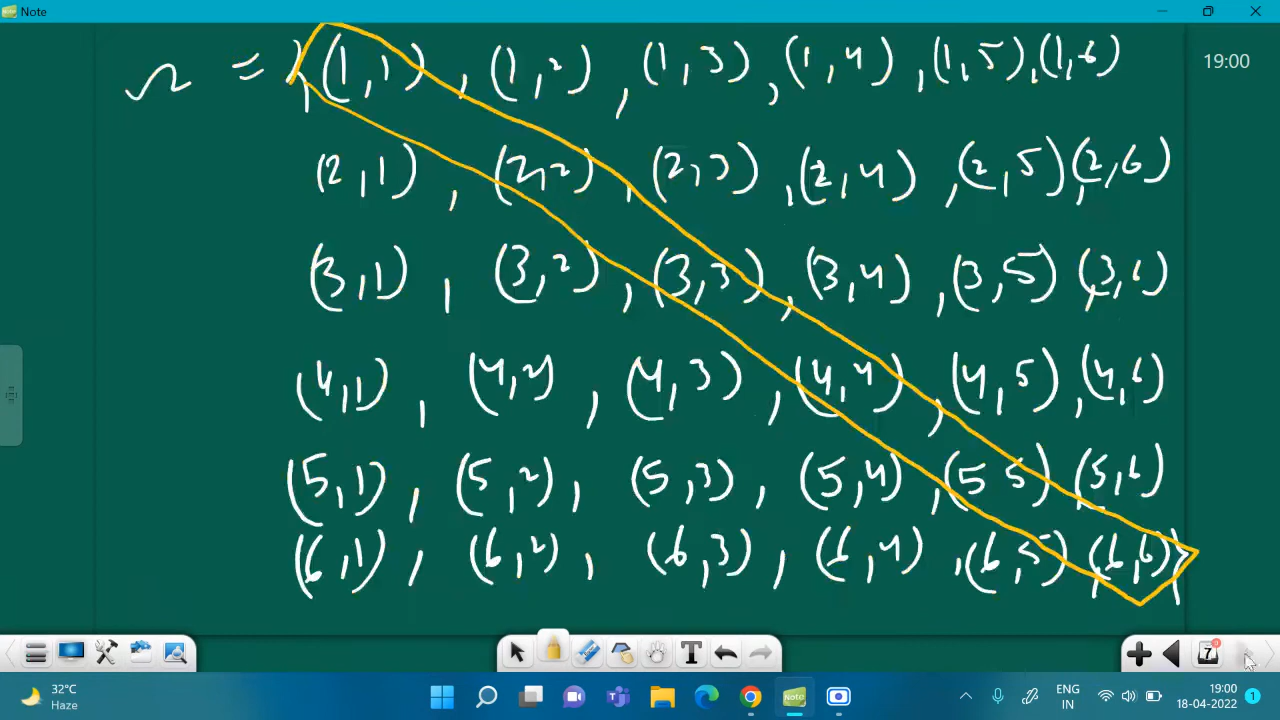 Note
Ω = {(1,1), (1,2), (1,3), (1,4), (1,5), (1,6)
19:00
(2,1), (2,2), (2,3), (2,4), (2,5), (2,6)
(3,1), (3,2), (3,3), (3,4), (3,5), (3,6)
(4,1), (4,2), (4,3), (4,4), (4,5), (4,6)
(5,1), (5,2), (5,3), (5,4), (5 5), (5,6)
(6,1), (6,2), (6,3), (6,4), (6,5), (6,6)}
T
7
32°C
Haze
ENG
IN
19:00
18-04-2022
1